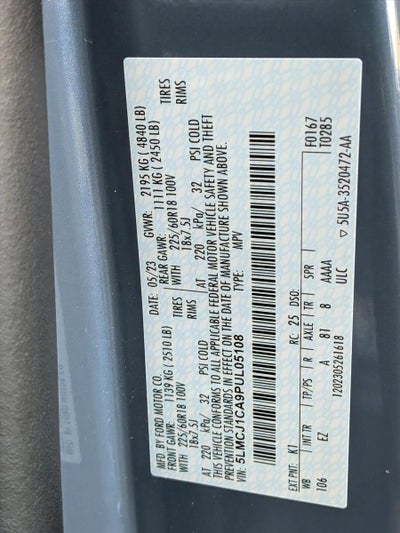 MFD. BY FORD MOTOR CO.
DATE: 05/23 GVWR: 2195 KG ( 4840 LB)
FRONT GAWR: 1139 KG ( 2510 LB) REAR GAWR: 1111 KG ( 2450 LB)
WITH 225/60R18 100V TIRES WITH 225/60R18 100V TIRES
18x7.5J RIMS 18x7.5J RIMS
AT 220 kPa/ 32 PSI COLD AT 220 kPa/ 32 PSI COLD
THIS VEHICLE CONFORMS TO ALL APPLICABLE FEDERAL MOTOR VEHICLE SAFETY AND THEFT
PREVENTION STANDARDS IN EFFECT ON THE DATE OF MANUFACTURE SHOWN ABOVE.
VIN: 5LMCJ1CA9PUL05108 TYPE: MPV
F0167
T0285
EXT PNT: K1 RC: 25 DSO:
WB TP/PS R AXLE TR SPR
106 EZ A 81 8 AAAA
1202305261618 ULC
▽ 5U5A-3520472-AA